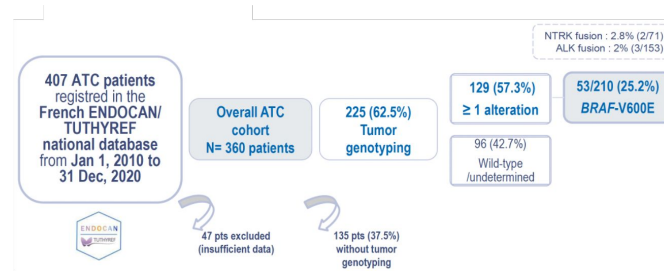 NTRK fusion : 2.8% (2/71)
ALK fusion : 2% (3/153)
407 ATC patients
registred in the
French ENDOCAN/
TUTHYREF
national database
from Jan 1, 2010 to
31 Dec, 2020
Overall ATC
cohort
N= 360 patients
225 (62.5%)
Tumor
genotyping
129 (57.3%)
≥ 1 alteration
53/210 (25.2%)
BRAF-V600E
96 (42.7%)
Wild-type
/undetermined
47 pts excluded
(insufficient data)
135 pts (37.5%)
without tumor
genotyping
ENDOCAN
TUTHYREF